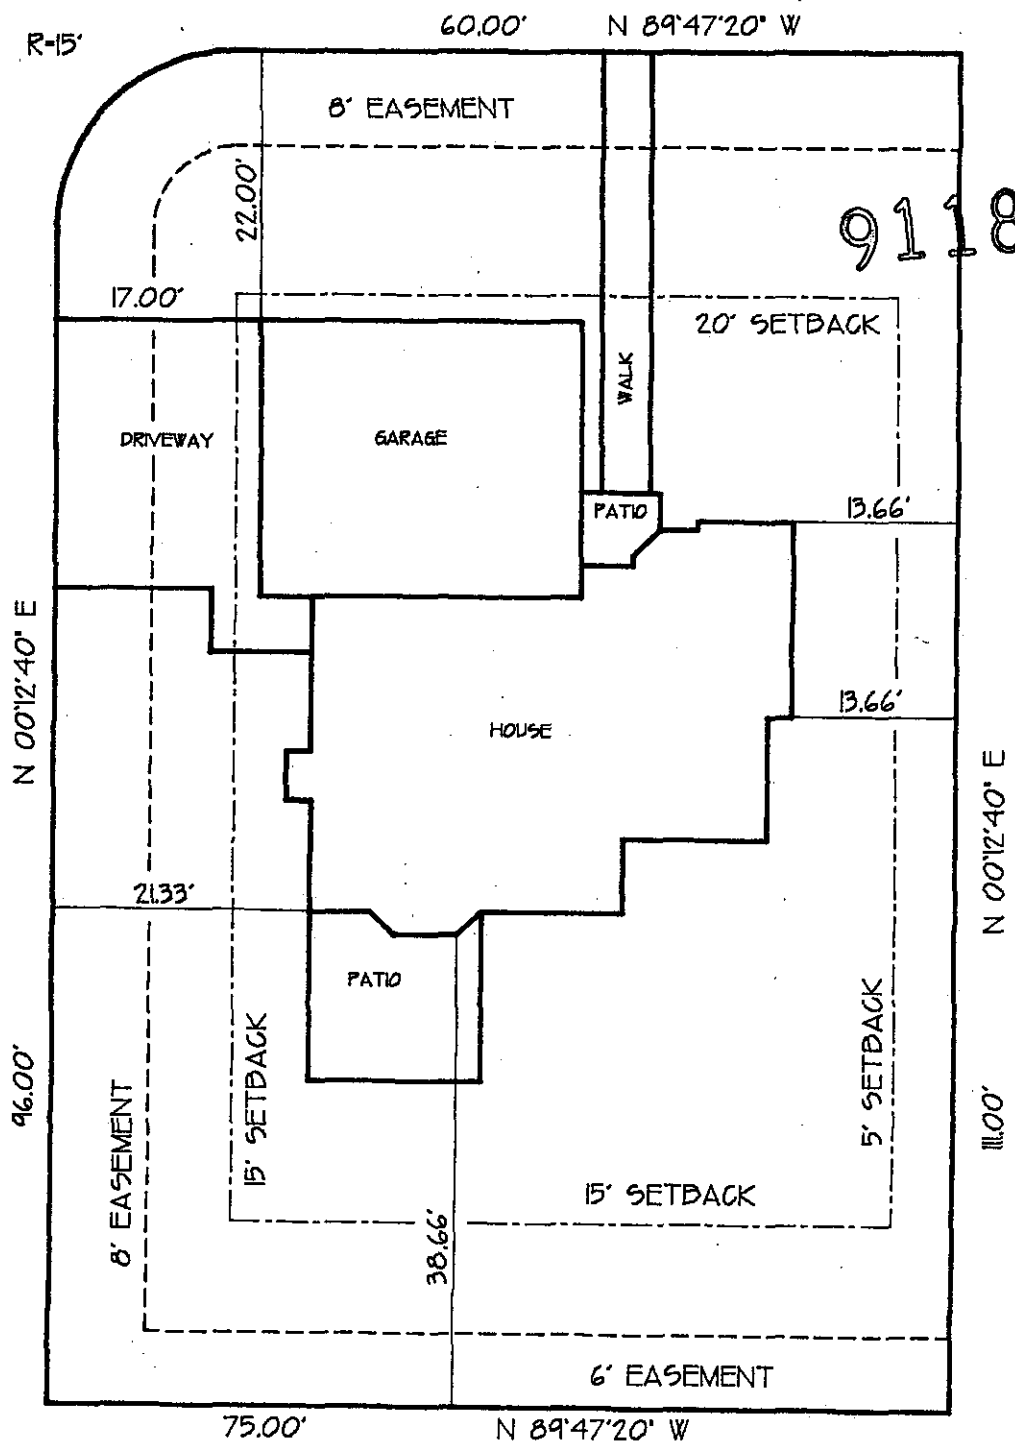 R=15'
60.00'
N 89°47'20" W
8' EASEMENT
22.00'
9118
17.00'
20' SETBACK
WALK
DRIVEWAY
GARAGE
PATIO
13.66'
N 00°12'40" E
13.66'
HOUSE
N 00°12'40" E
21.33'
PATIO
96.00'
8' EASEMENT
15' SETBACK
5' SETBACK
111.00'
15' SETBACK
38.66'
6' EASEMENT
75.00'
N 89°47'20" W